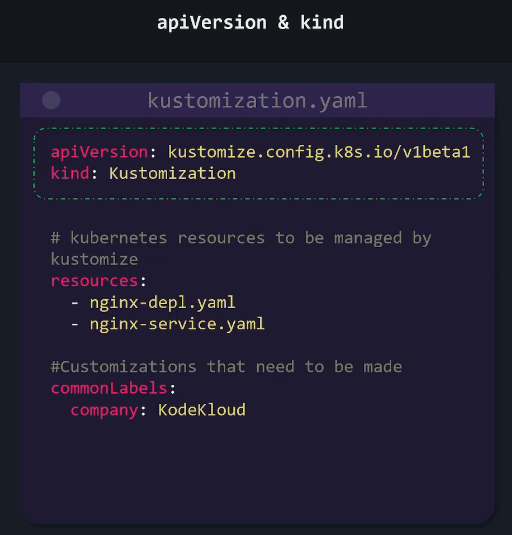 apiVersion & kind
kustomization.yaml
apiVersion: kustomize.config.k8s.io/v1beta1
kind: Kustomization
# kubernetes resources to be managed by
kustomize
resources:
  - nginx-depl.yaml
  - nginx-service.yaml
#Customizations that need to be made
commonLabels:
  company: KodeKloud